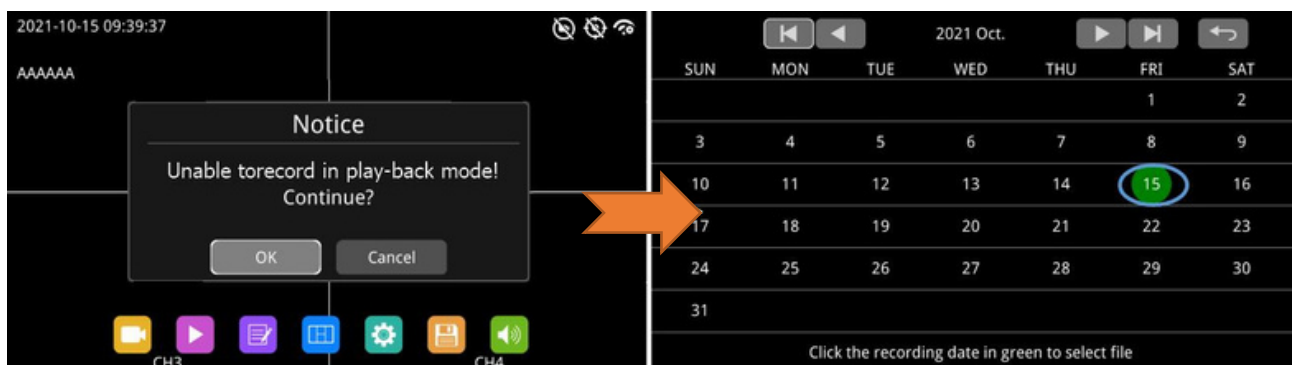 2021-10-15 09:39:37
AAAAAA
Notice
Unable torecord in play-back mode!
Continue?
OK Cancel
CH3 CH4
2021 Oct.
SUN MON TUE WED THU FRI SAT
1 2
3 4 5 6 7 8 9
10 11 12 13 14 15 16
17 18 19 20 21 22 23
24 25 26 27 28 29 30
31
Click the recording date in green to select file